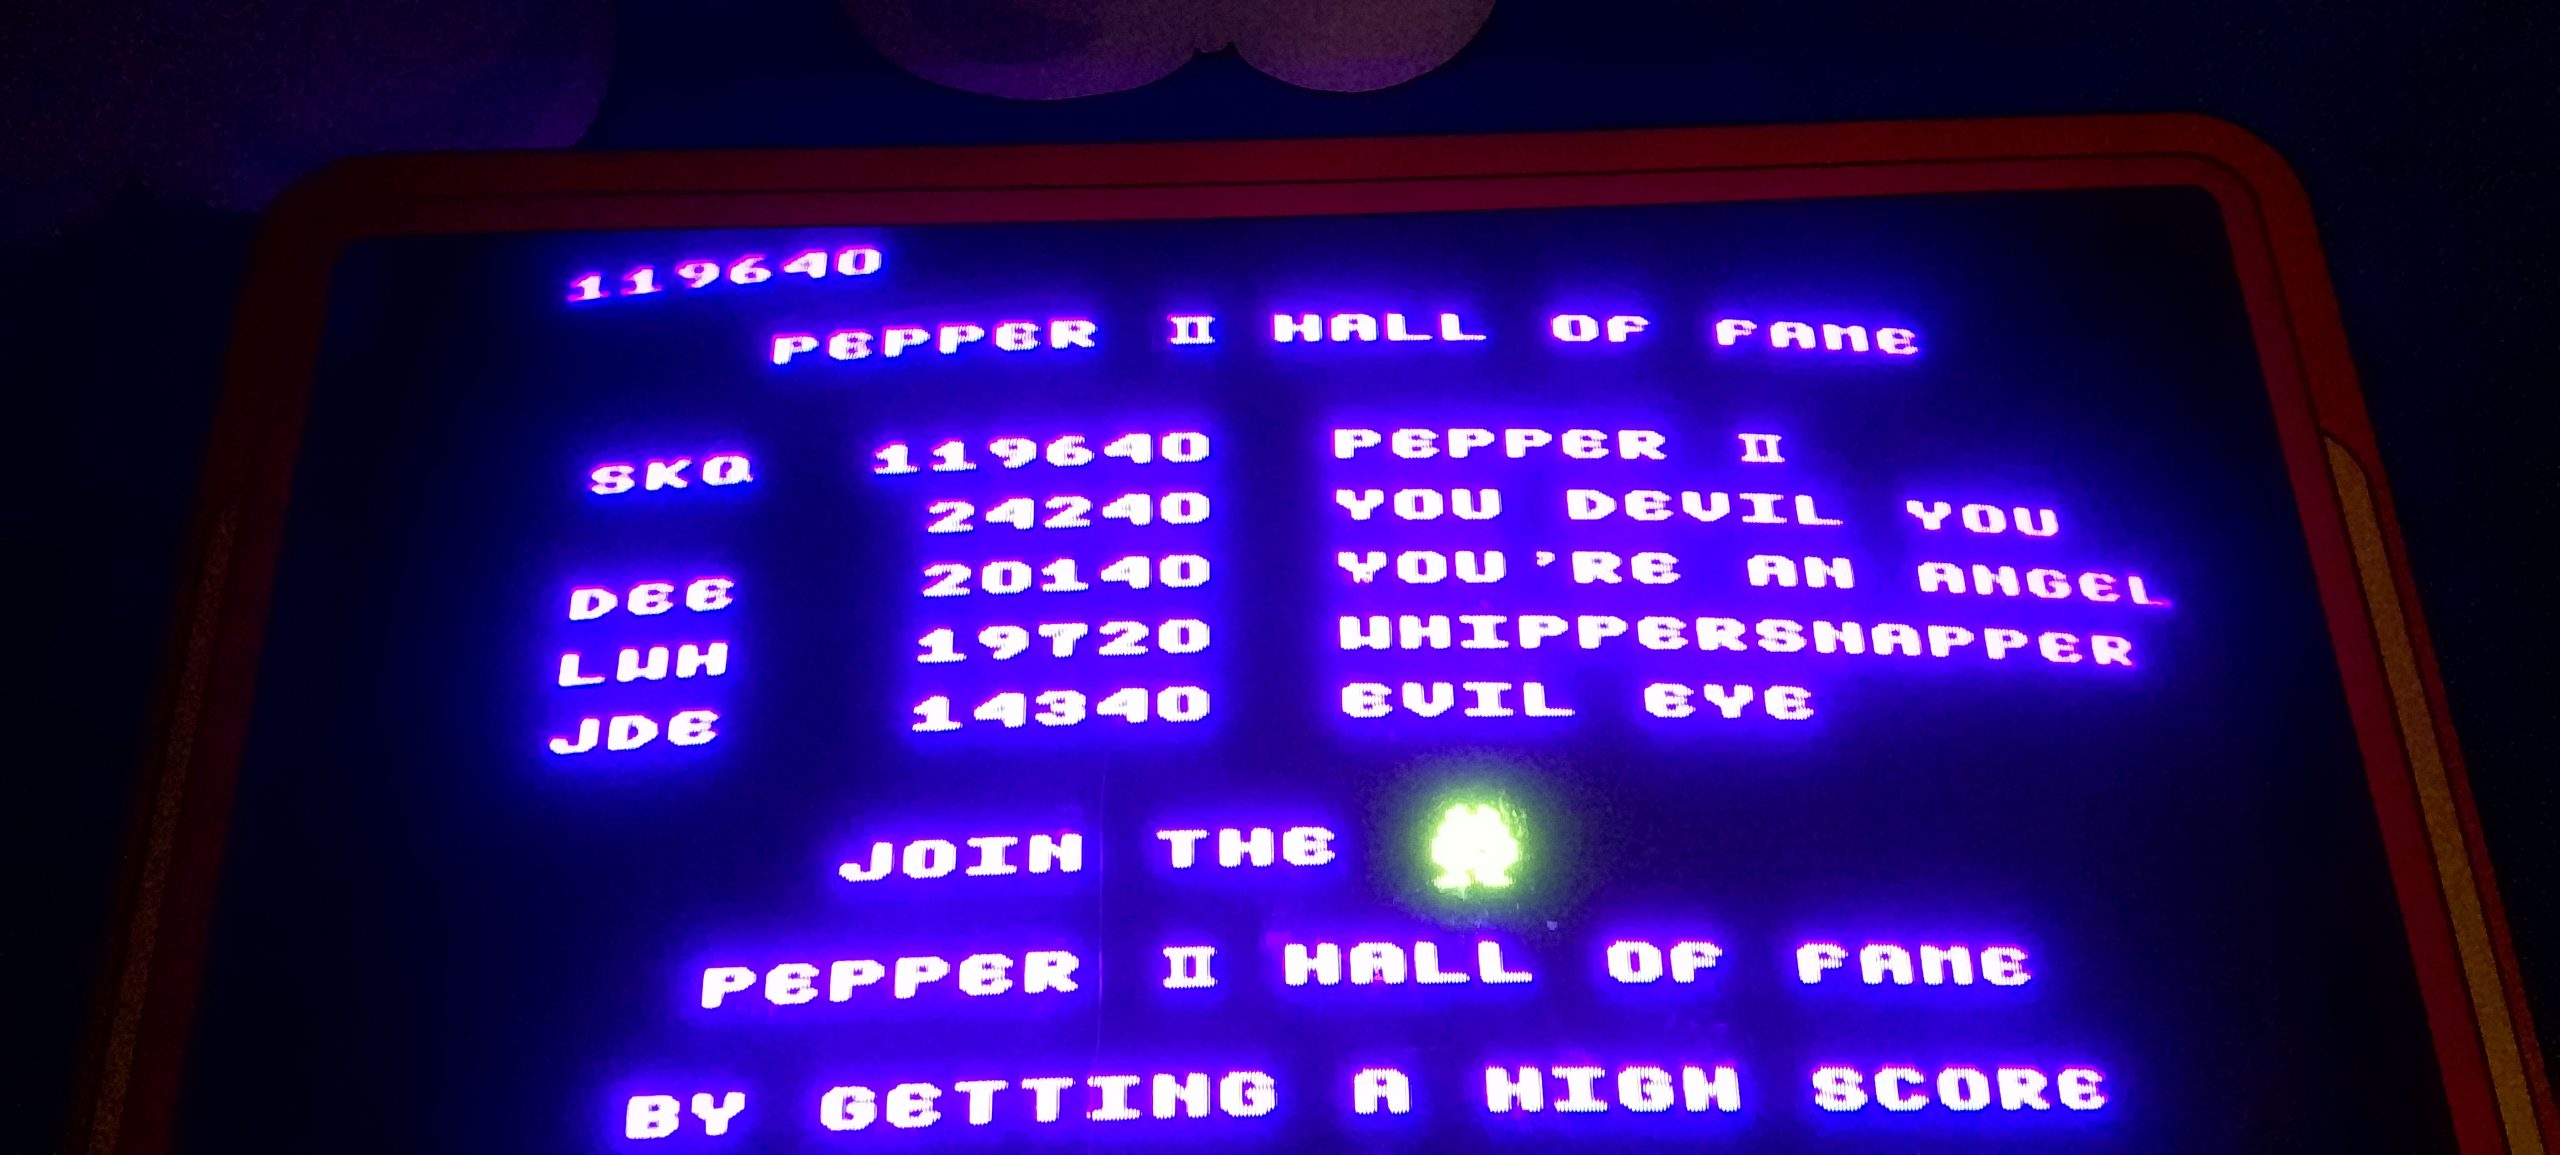 119640
PEPPER II HALL OF FAME
SKQ 119640 PEPPER II
24240 YOU DEVIL YOU
DEE 20140 YOU'RE AN ANGEL
LWH 19720 WHIPPERSNAPPER
JDE 14340 EVIL EYE
JOIN THE
PEPPER II HALL OF FAME
BY GETTING A HIGH SCORE